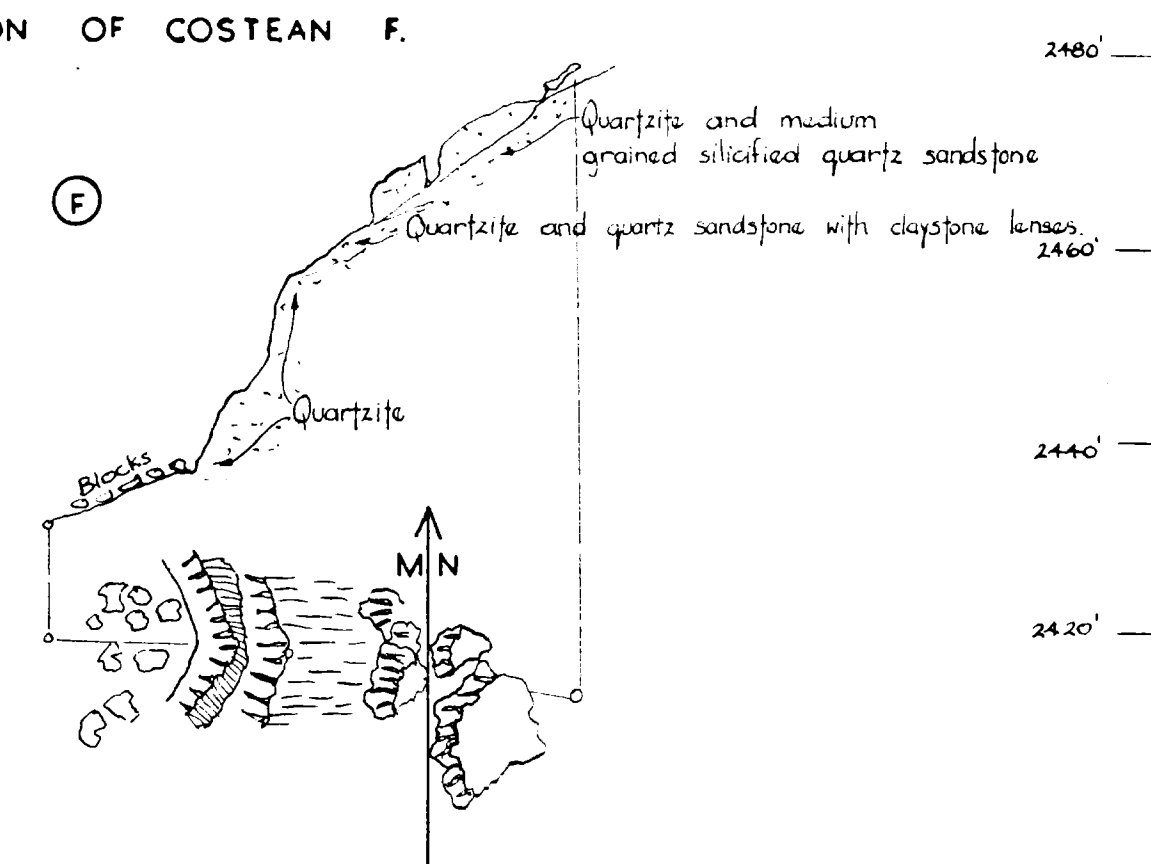 ON OF COSTEAN F.
2480'
Quartzite and medium
grained silicified quartz sandstone
F
Quartzite and quartz sandstone with claystone lenses.
2460'
Quartzite
2440'
Blocks
MN
2420'